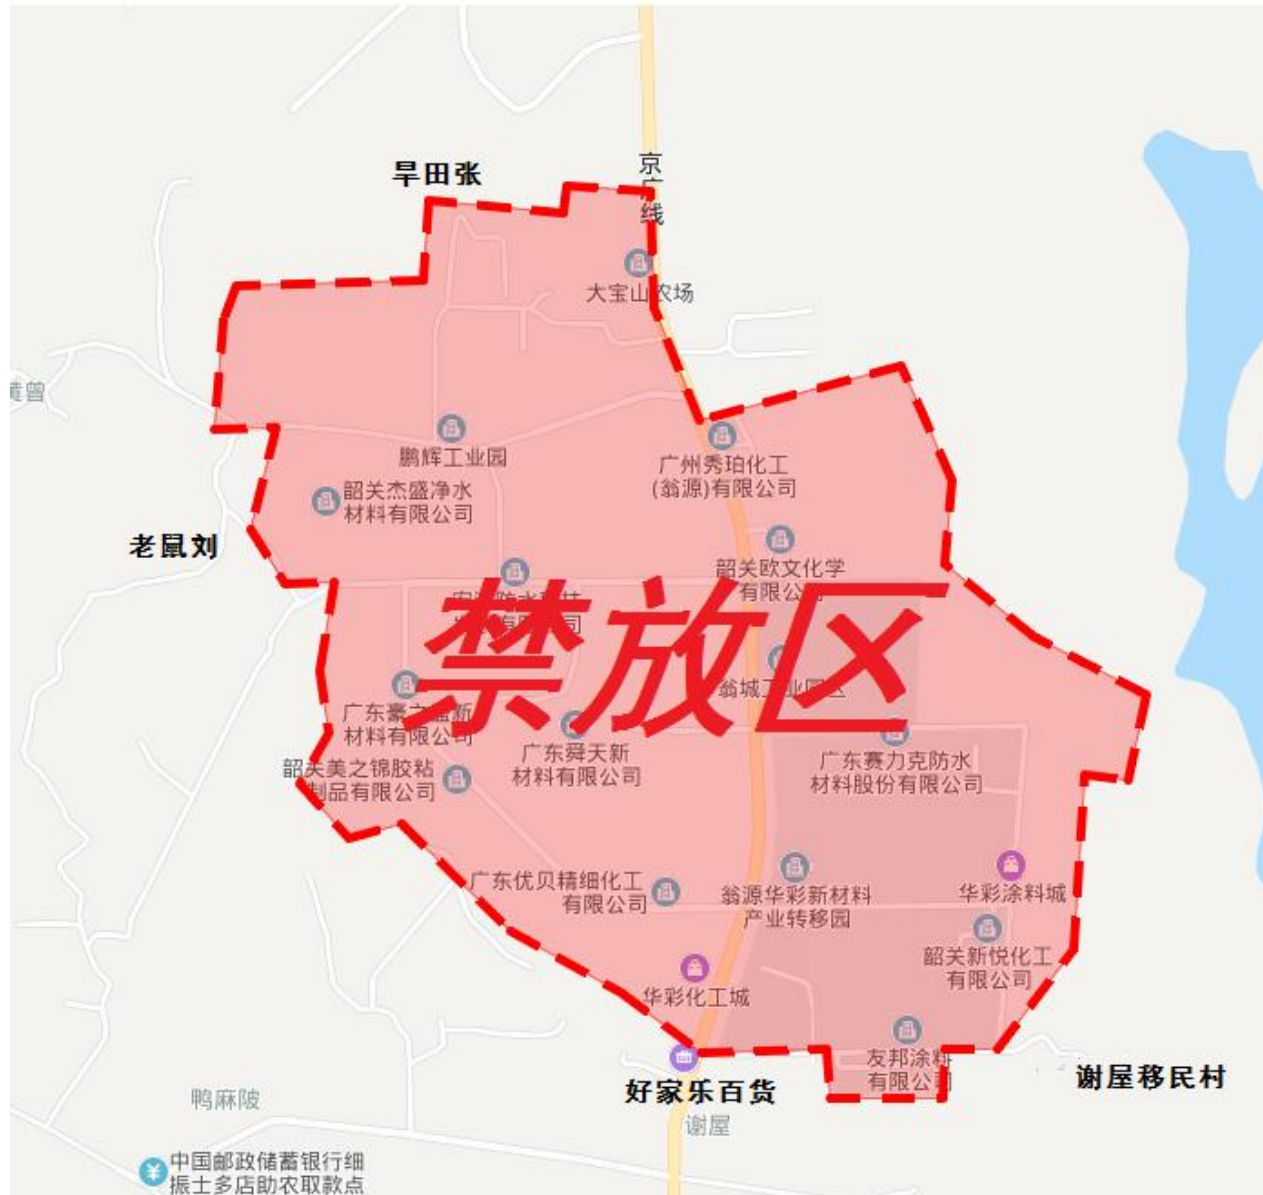 旱田张
京广线
大宝山农场
黄曾
鹏辉工业园
广州秀珀化工
(翁源)有限公司
韶关杰盛净水
材料有限公司
老鼠刘
韶关欧文化学
有限公司
禁放区
翁城工业园区
广东豪之盛新
材料有限公司
广东舜天新
材料有限公司
广东赛力克防水
材料股份有限公司
韶关美之锦胶粘
制品有限公司
广东优贝精细化工
有限公司
翁源华彩新材料
产业转移园
华彩涂料城
韶关新悦化工
有限公司
华彩化工城
友邦涂料
有限公司
谢屋移民村
好家乐百货
谢屋
鸭麻陂
中国邮政储蓄银行细
振士多店助农取款点